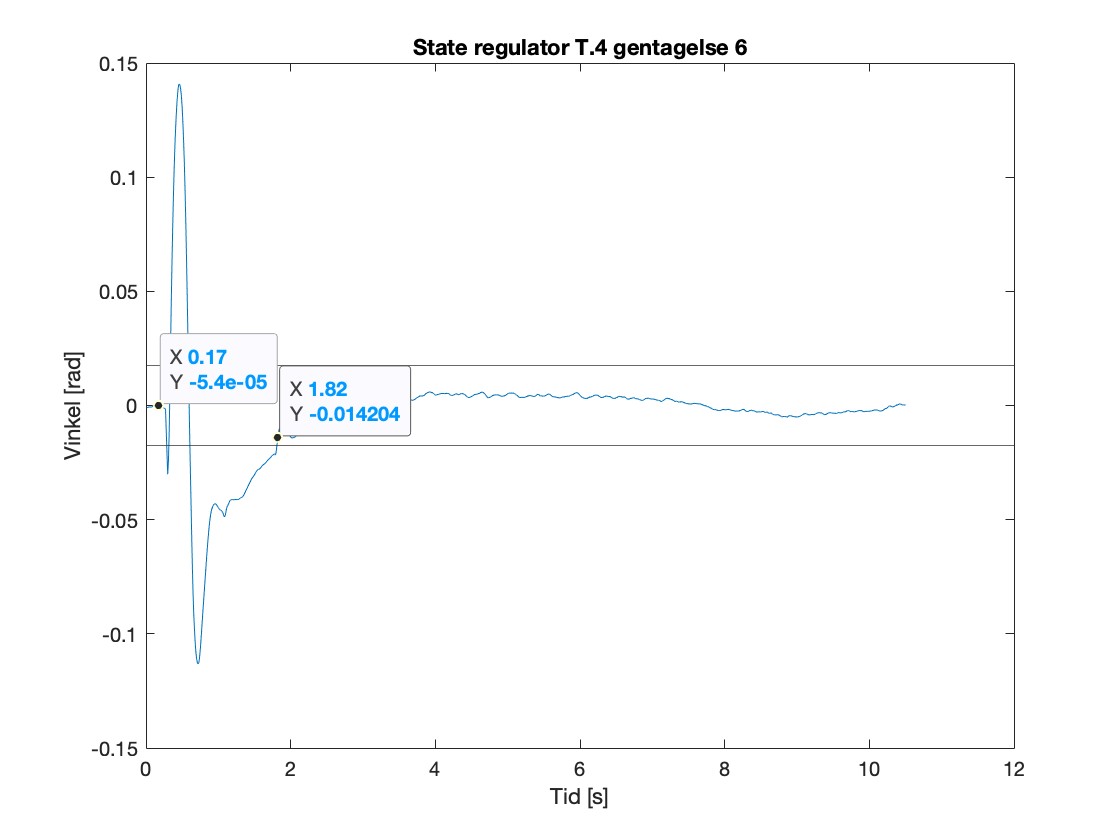 State regulator T.4 gentagelse 6
0.15
0.1
0.05
0
-0.05
-0.1
-0.15
Vinkel [rad]
X 0.17
Y -5.4e-05
X 1.82
Y -0.014204
0 2 4 6 8 10 12
Tid [s]